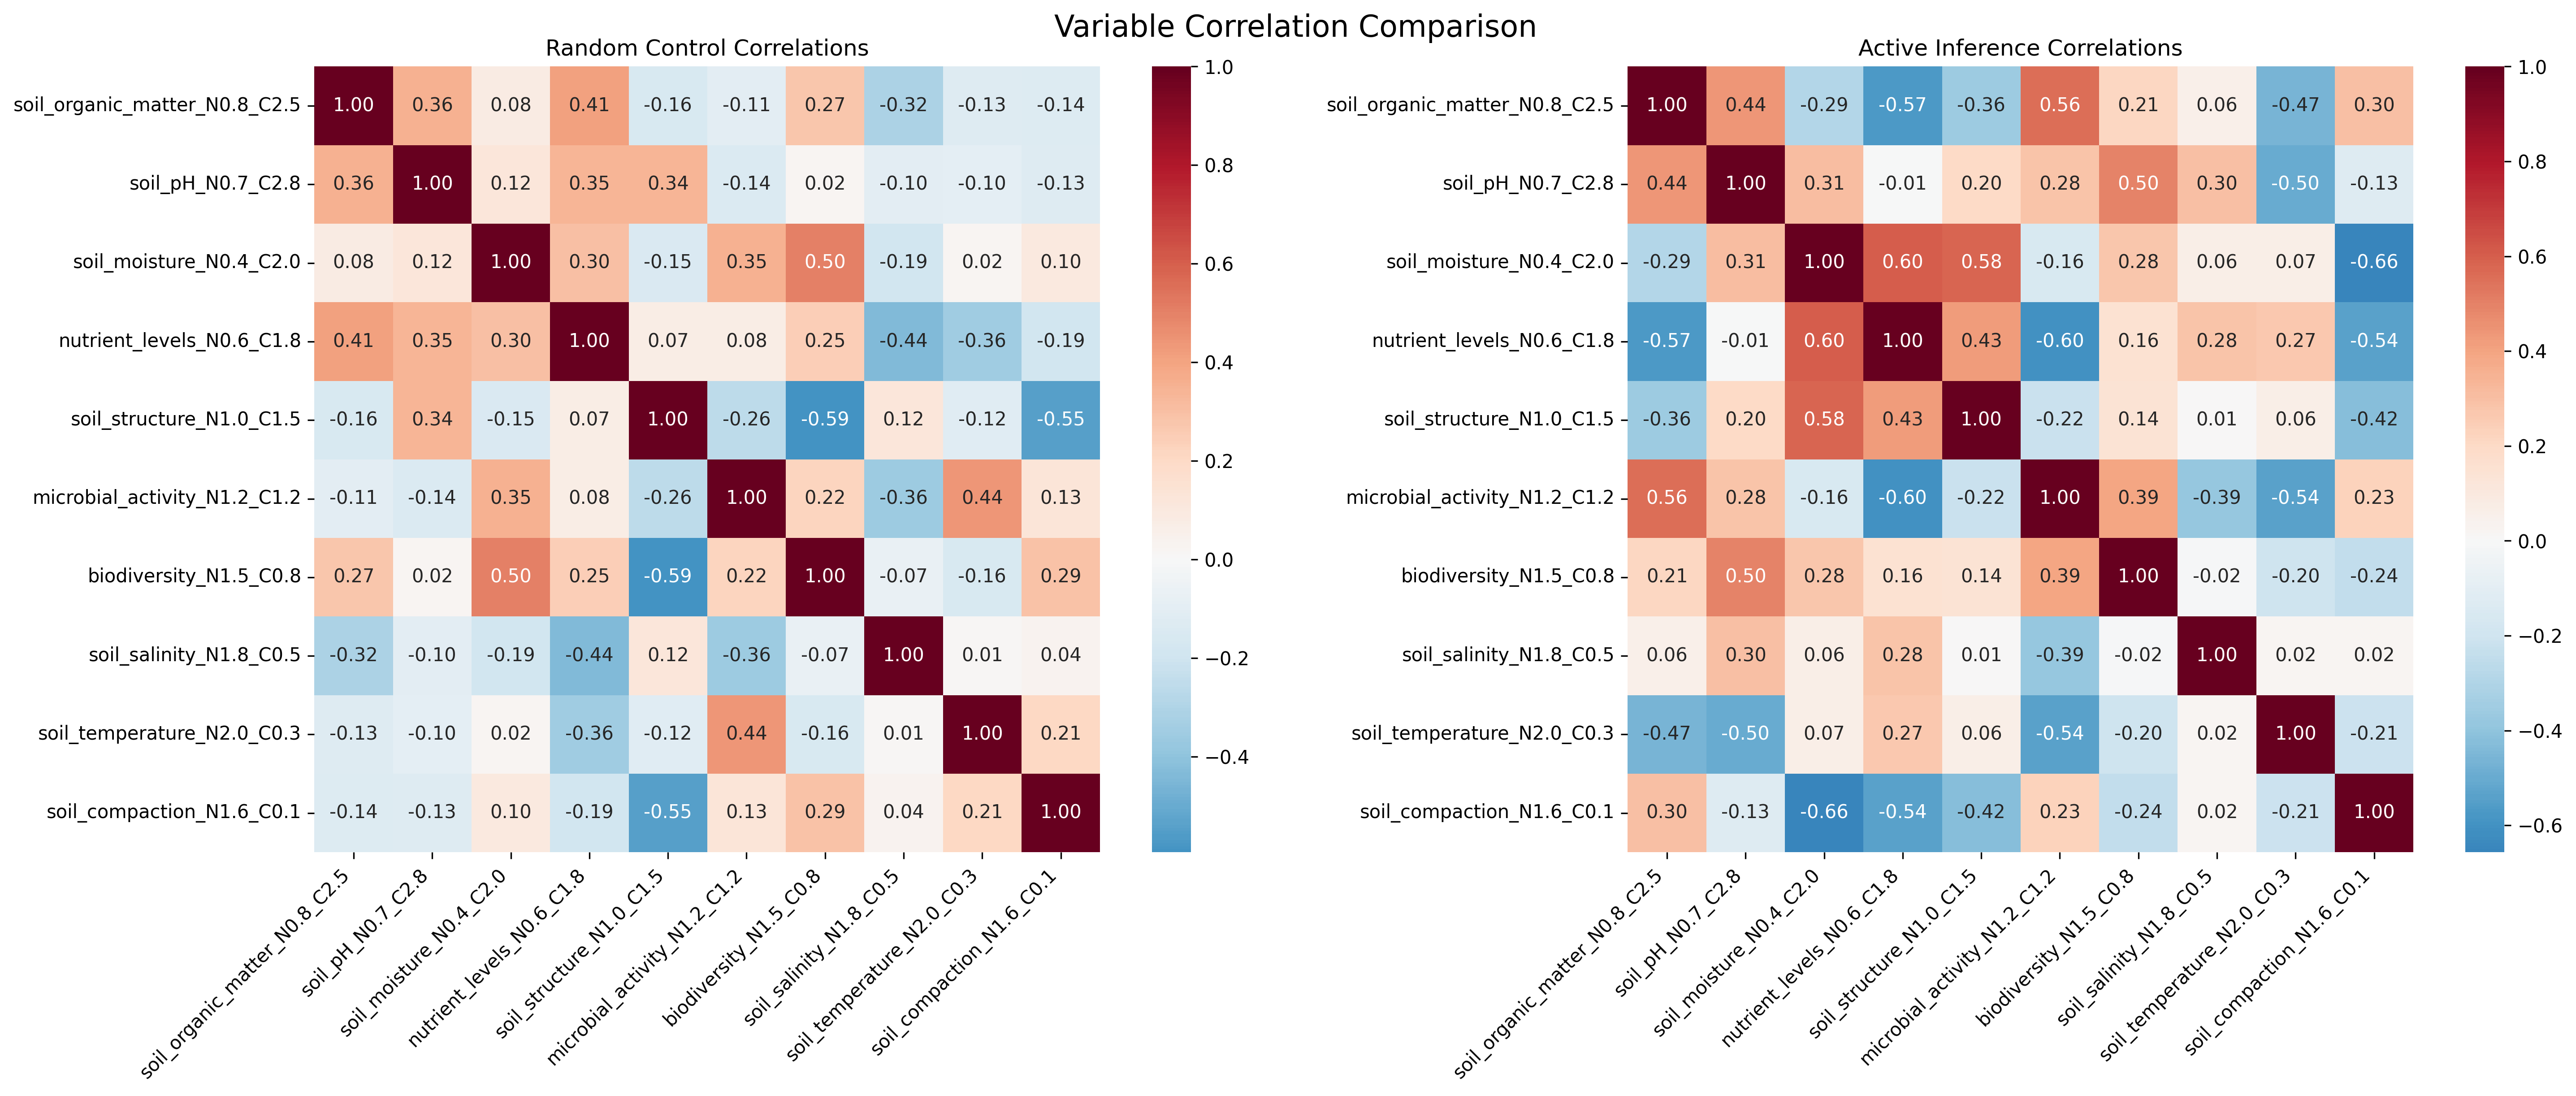 Variable Correlation Comparison
Random Control Correlations
soil_organic_matter_N0.8_C2.5 1.00 0.36 0.08 0.41 -0.16 -0.11 0.27 -0.32 -0.13 -0.14
soil_pH_N0.7_C2.8 0.36 1.00 0.12 0.35 0.34 -0.14 0.02 -0.10 -0.10 -0.13
soil_moisture_N0.4_C2.0 0.08 0.12 1.00 0.30 -0.15 0.35 0.50 -0.19 0.02 0.10
nutrient_levels_N0.6_C1.8 0.41 0.35 0.30 1.00 0.07 0.08 0.25 -0.44 -0.36 -0.19
soil_structure_N1.0_C1.5 -0.16 0.34 -0.15 0.07 1.00 -0.26 -0.59 0.12 -0.12 -0.55
microbial_activity_N1.2_C1.2 -0.11 -0.14 0.35 0.08 -0.26 1.00 0.22 -0.36 0.44 0.13
biodiversity_N1.5_C0.8 0.27 0.02 0.50 0.25 -0.59 0.22 1.00 -0.07 -0.16 0.29
soil_salinity_N1.8_C0.5 -0.32 -0.10 -0.19 -0.44 0.12 -0.36 -0.07 1.00 0.01 0.04
soil_temperature_N2.0_C0.3 -0.13 -0.10 0.02 -0.36 -0.12 0.44 -0.16 0.01 1.00 0.21
soil_compaction_N1.6_C0.1 -0.14 -0.13 0.10 -0.19 -0.55 0.13 0.29 0.04 0.21 1.00
soil_organic_matter_N0.8_C2.5
soil_pH_N0.7_C2.8
soil_moisture_N0.4_C2.0
nutrient_levels_N0.6_C1.8
soil_structure_N1.0_C1.5
microbial_activity_N1.2_C1.2
biodiversity_N1.5_C0.8
soil_salinity_N1.8_C0.5
soil_temperature_N2.0_C0.3
soil_compaction_N1.6_C0.1
1.0
0.8
0.6
0.4
0.2
0.0
−0.2
−0.4
Active Inference Correlations
soil_organic_matter_N0.8_C2.5 1.00 0.44 -0.29 -0.57 -0.36 0.56 0.21 0.06 -0.47 0.30
soil_pH_N0.7_C2.8 0.44 1.00 0.31 -0.01 0.20 0.28 0.50 0.30 -0.50 -0.13
soil_moisture_N0.4_C2.0 -0.29 0.31 1.00 0.60 0.58 -0.16 0.28 0.06 0.07 -0.66
nutrient_levels_N0.6_C1.8 -0.57 -0.01 0.60 1.00 0.43 -0.60 0.16 0.28 0.27 -0.54
soil_structure_N1.0_C1.5 -0.36 0.20 0.58 0.43 1.00 -0.22 0.14 0.01 0.06 -0.42
microbial_activity_N1.2_C1.2 0.56 0.28 -0.16 -0.60 -0.22 1.00 0.39 -0.39 -0.54 0.23
biodiversity_N1.5_C0.8 0.21 0.50 0.28 0.16 0.14 0.39 1.00 -0.02 -0.20 -0.24
soil_salinity_N1.8_C0.5 0.06 0.30 0.06 0.28 0.01 -0.39 -0.02 1.00 0.02 0.02
soil_temperature_N2.0_C0.3 -0.47 -0.50 0.07 0.27 0.06 -0.54 -0.20 0.02 1.00 -0.21
soil_compaction_N1.6_C0.1 0.30 -0.13 -0.66 -0.54 -0.42 0.23 -0.24 0.02 -0.21 1.00
soil_organic_matter_N0.8_C2.5
soil_pH_N0.7_C2.8
soil_moisture_N0.4_C2.0
nutrient_levels_N0.6_C1.8
soil_structure_N1.0_C1.5
microbial_activity_N1.2_C1.2
biodiversity_N1.5_C0.8
soil_salinity_N1.8_C0.5
soil_temperature_N2.0_C0.3
soil_compaction_N1.6_C0.1
1.0
0.8
0.6
0.4
0.2
0.0
−0.2
−0.4
−0.6